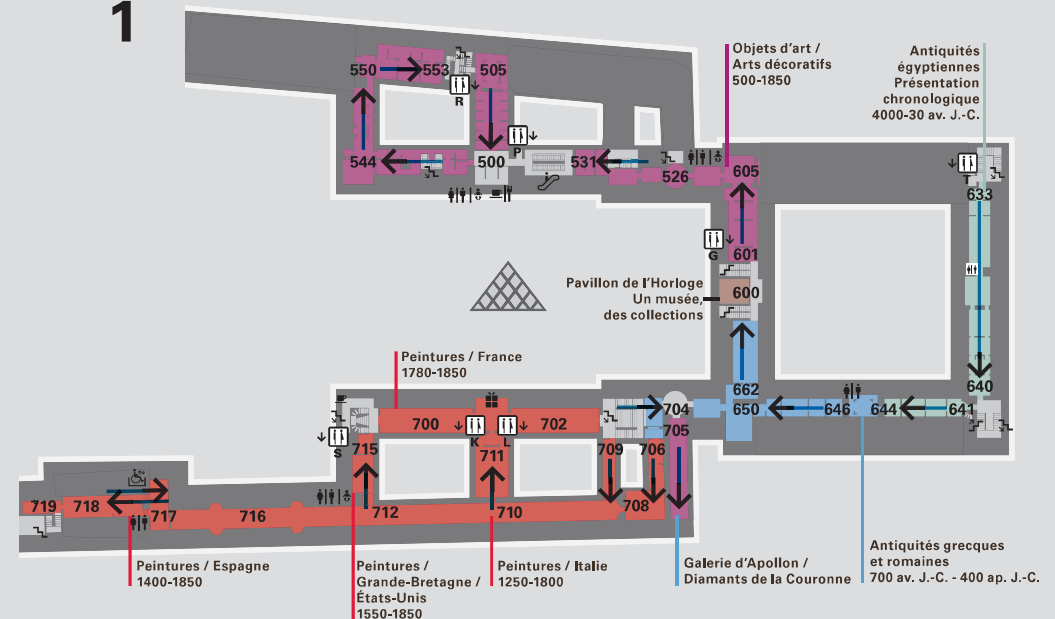 1
550
553
505
R
P
544
500
531
526
605
Objets d'art /
Arts décoratifs
500-1850
Antiquités
égyptiennes
Présentation
chronologique
4000-30 av. J.-C.
T
633
G
601
600
Pavillon de l'Horloge
Un musée,
des collections
Peintures / France
1780-1850
662
640
700
702
704
650
646
644
641
K
L
S
705
715
711
709
706
719
718
717
716
712
710
708
Peintures / Espagne
1400-1850
Peintures /
Grande-Bretagne /
États-Unis
1550-1850
Peintures / Italie
1250-1800
Galerie d'Apollon /
Diamants de la Couronne
Antiquités grecques
et romaines
700 av. J.-C. - 400 ap. J.-C.